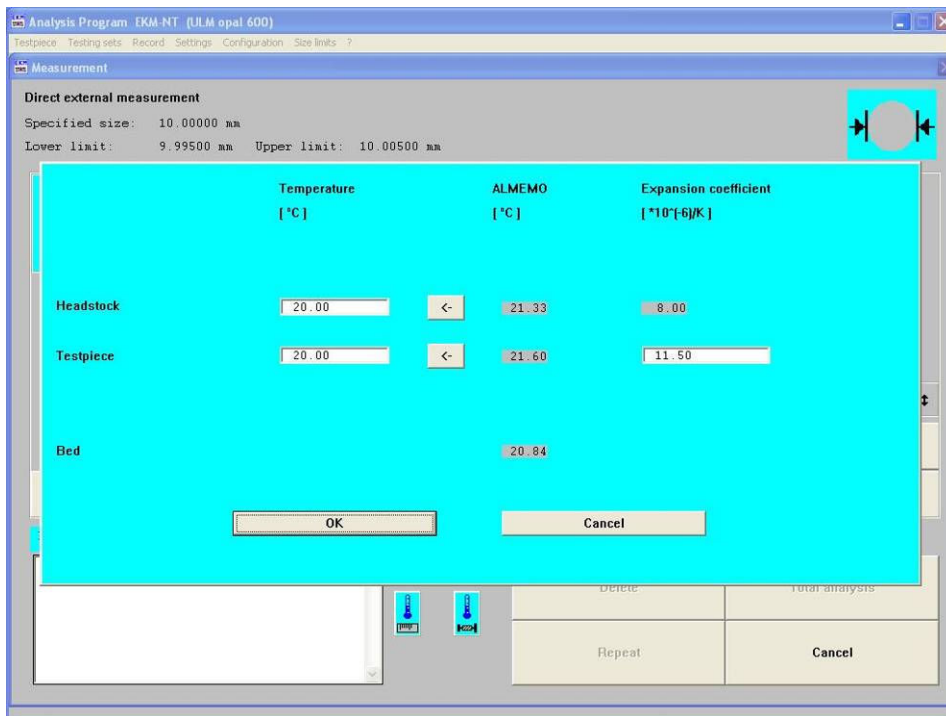 Analysis Program EKM-NT (ULM opal 600)
Testpiece Testing sets Record Settings Configuration Size limits ?
Measurement
Direct external measurement
Specified size: 10.00000 mm
Lower limit: 9.99500 mm Upper limit: 10.00500 mm
Temperature ALMEMO Expansion coefficient
[ °C ] [ °C ] [ *10^(-6)/K ]
Headstock 20.00 <- 21.33 8.00
Testpiece 20.00 <- 21.60 11.50
Bed 20.84
OK Cancel
Delete Total analysis
Repeat Cancel